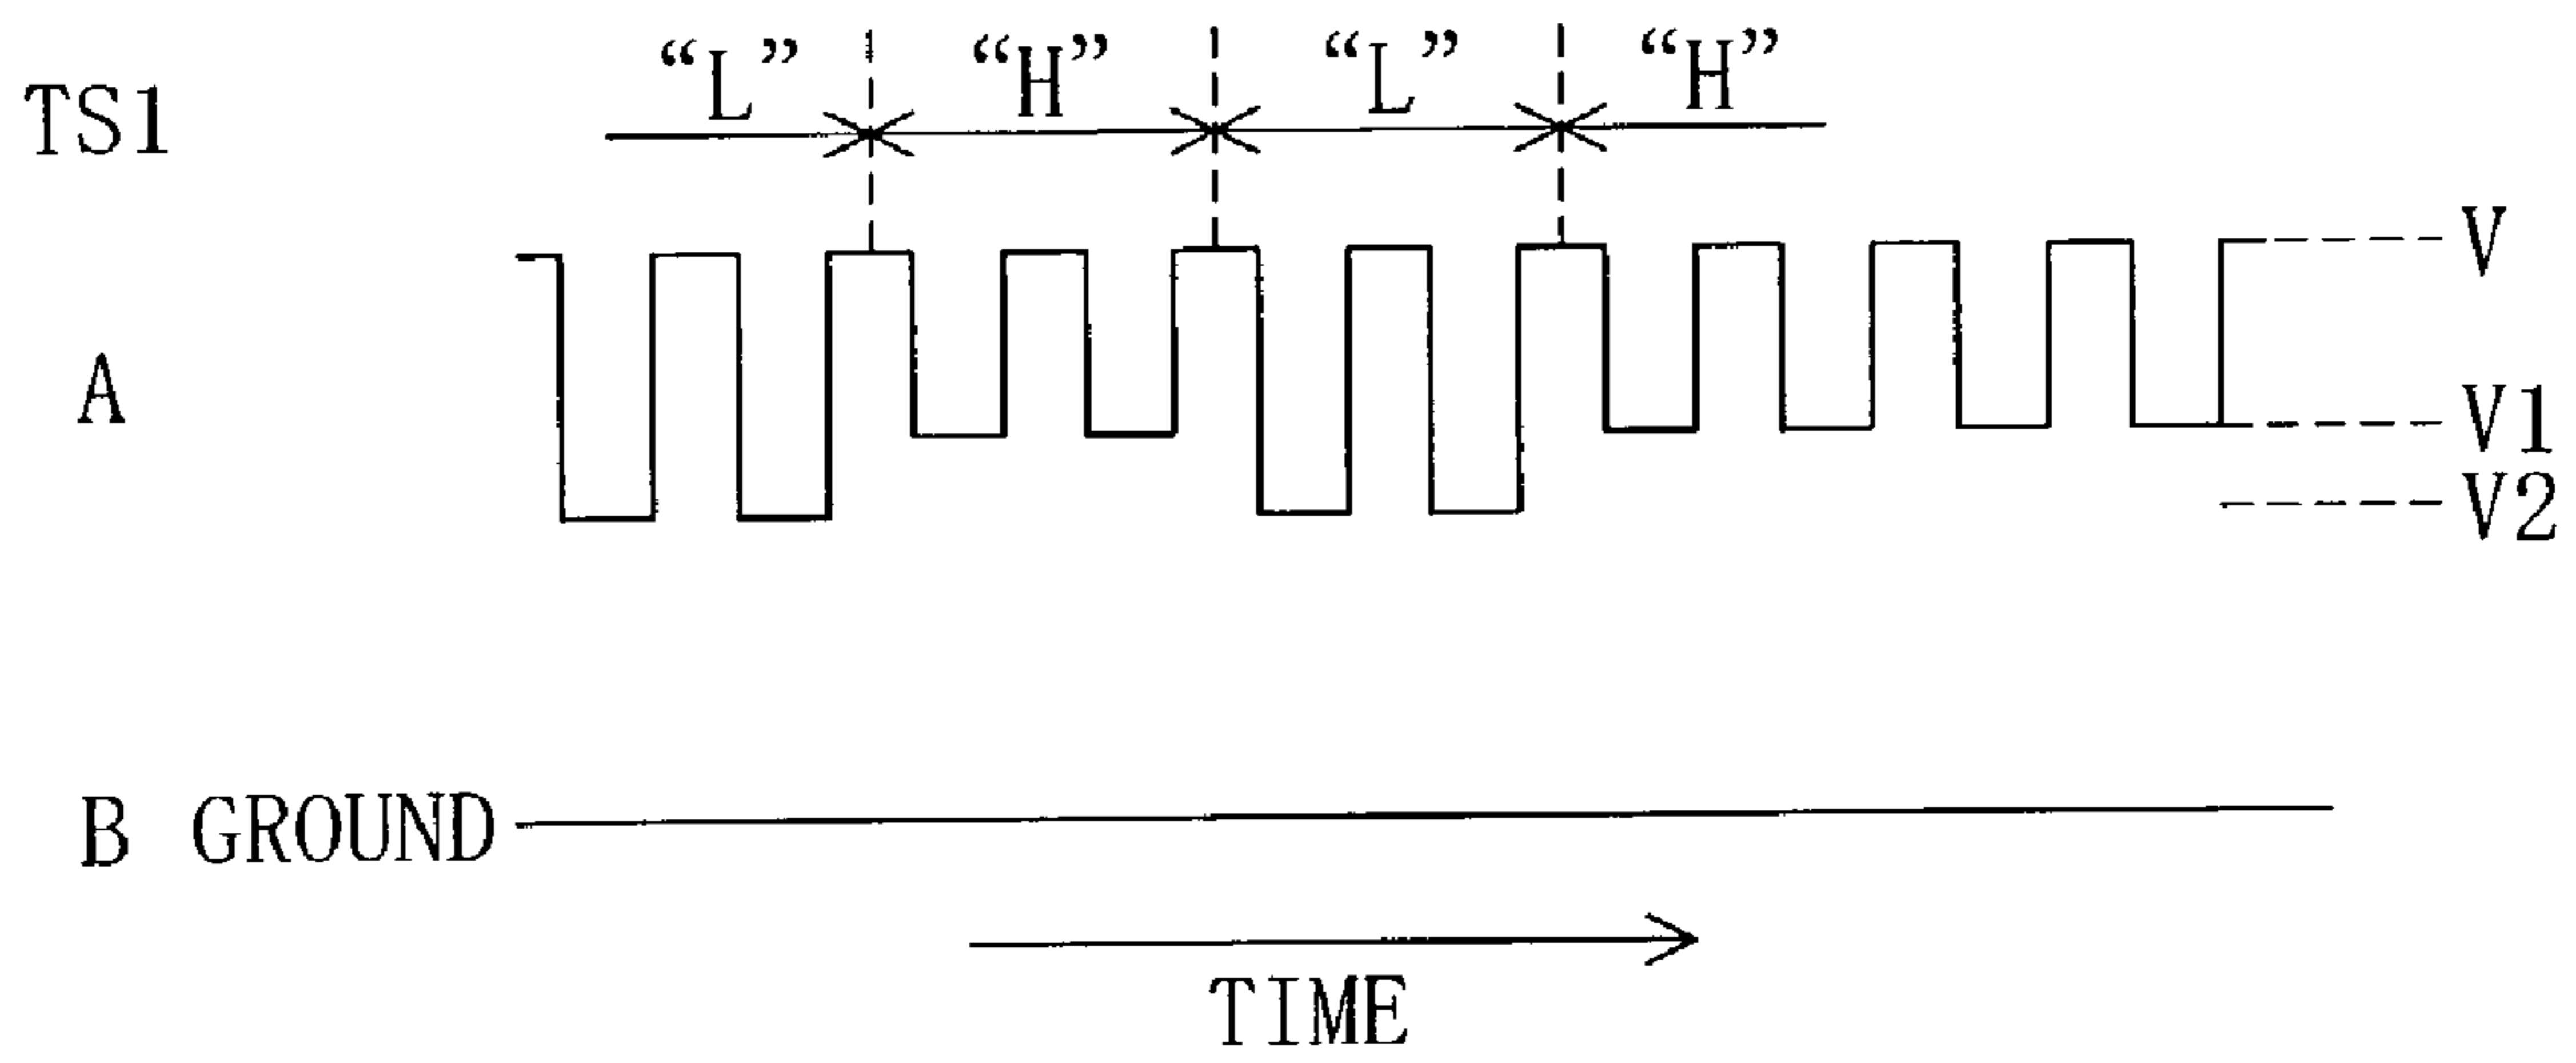 TS1 “L” “H” “L” “H”
V
A V1
V2
B GROUND
TIME